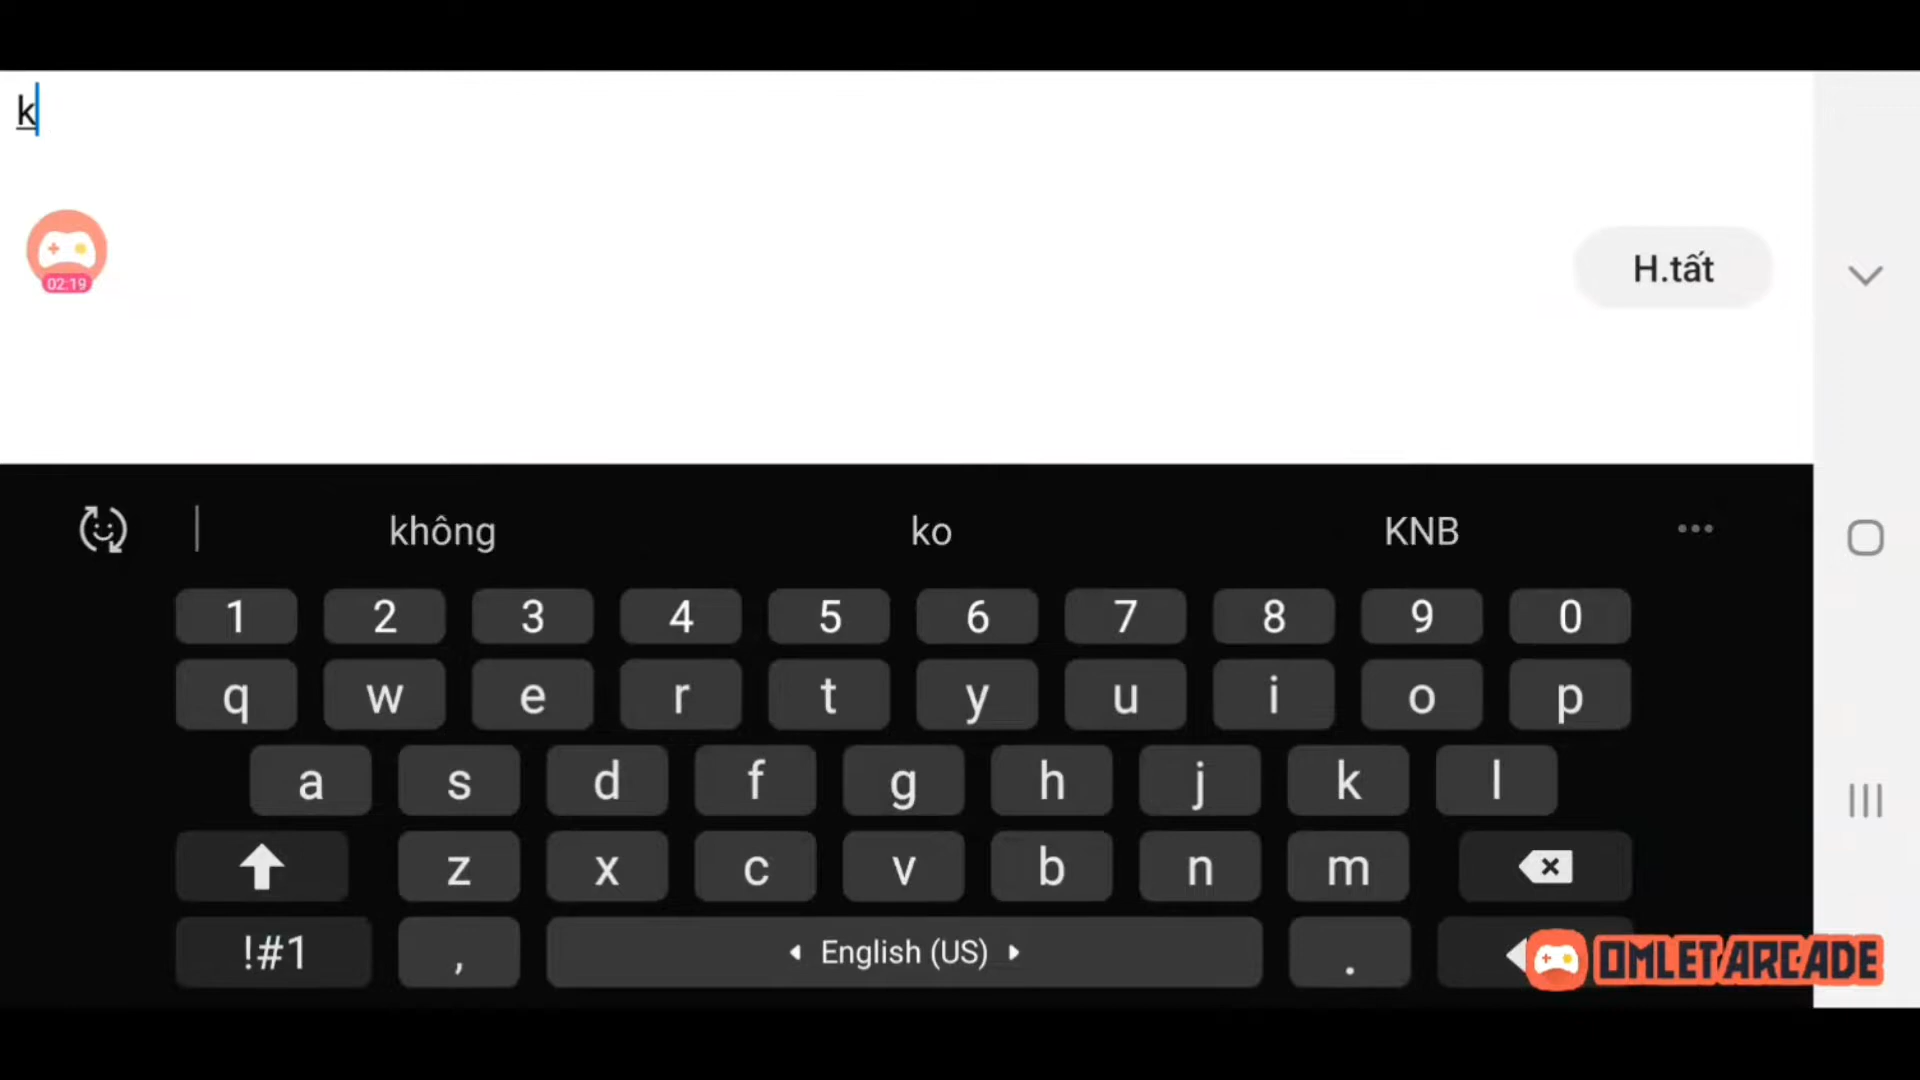 k
02:19
H.tất
không ko KNB
1 2 3 4 5 6 7 8 9 0
q w e r t y u i o p
a s d f g h j k l
z x c v b n m
!#1 , English (US) .
OMLET ARCADE